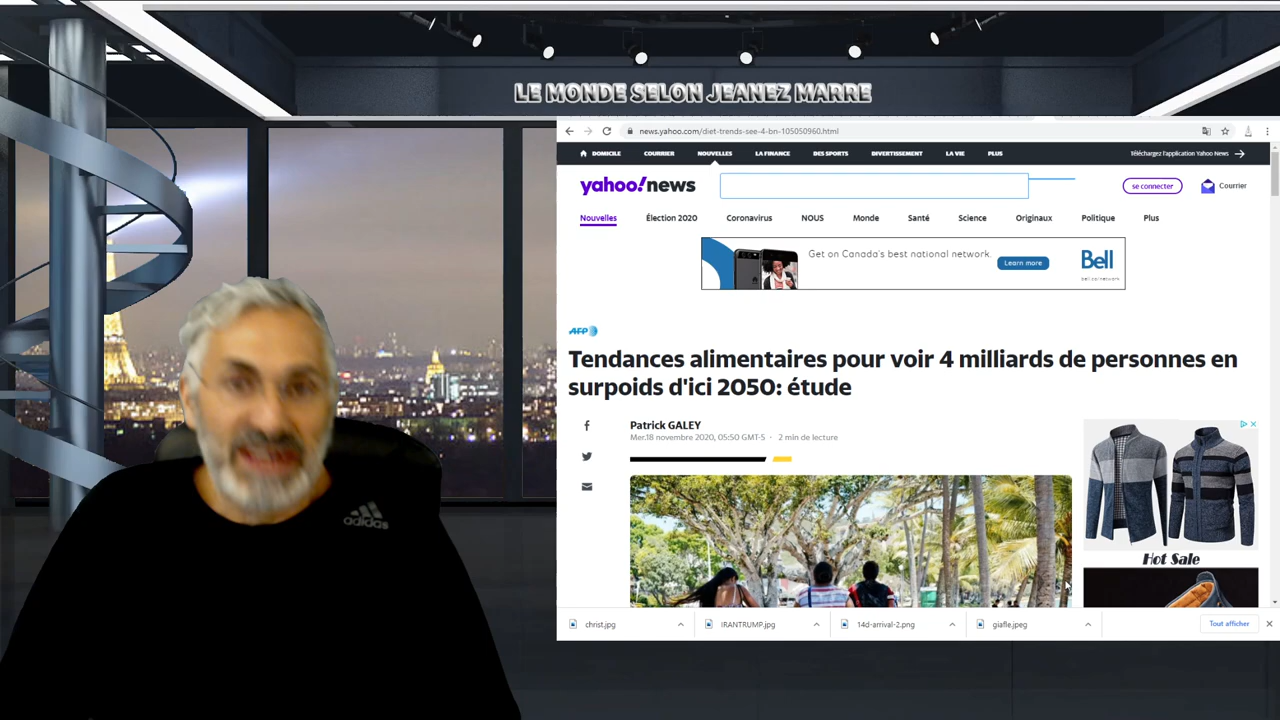 LE MONDE SELON JEANEZ MARRE
news.yahoo.com/diet-trends-see-4-bn-105050960.html
DOMICILE COURRIER NOUVELLES LA FINANCE DES SPORTS DIVERTISSEMENT LA VIE PLUS Téléchargez l'application Yahoo News
yahoo!news
se connecter Courrier
Nouvelles Élection 2020 Coronavirus NOUS Monde Santé Science Originaux Politique Plus
Get on Canada's best national network. Learn more Bell
AFP
Tendances alimentaires pour voir 4 milliards de personnes en
surpoids d'ici 2050: étude
Patrick GALEY
Mer.18 novembre 2020, 05:50 GMT-5 · 2 min de lecture
adidas
Hot Sale
christ.jpg IRANTRUMP.jpg 14d-arrival-2.png giafle.jpeg Tout afficher